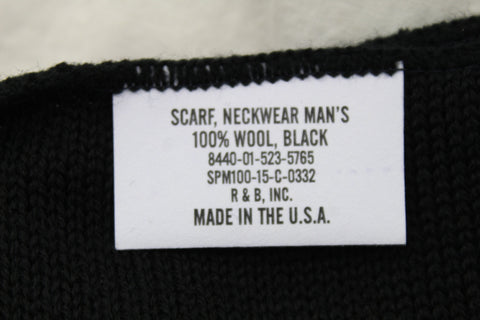 SCARF, NECKWEAR MAN'S
100% WOOL, BLACK
8440-01-523-5765
SPM100-15-C-0332
R & B, INC.
MADE IN THE U.S.A.